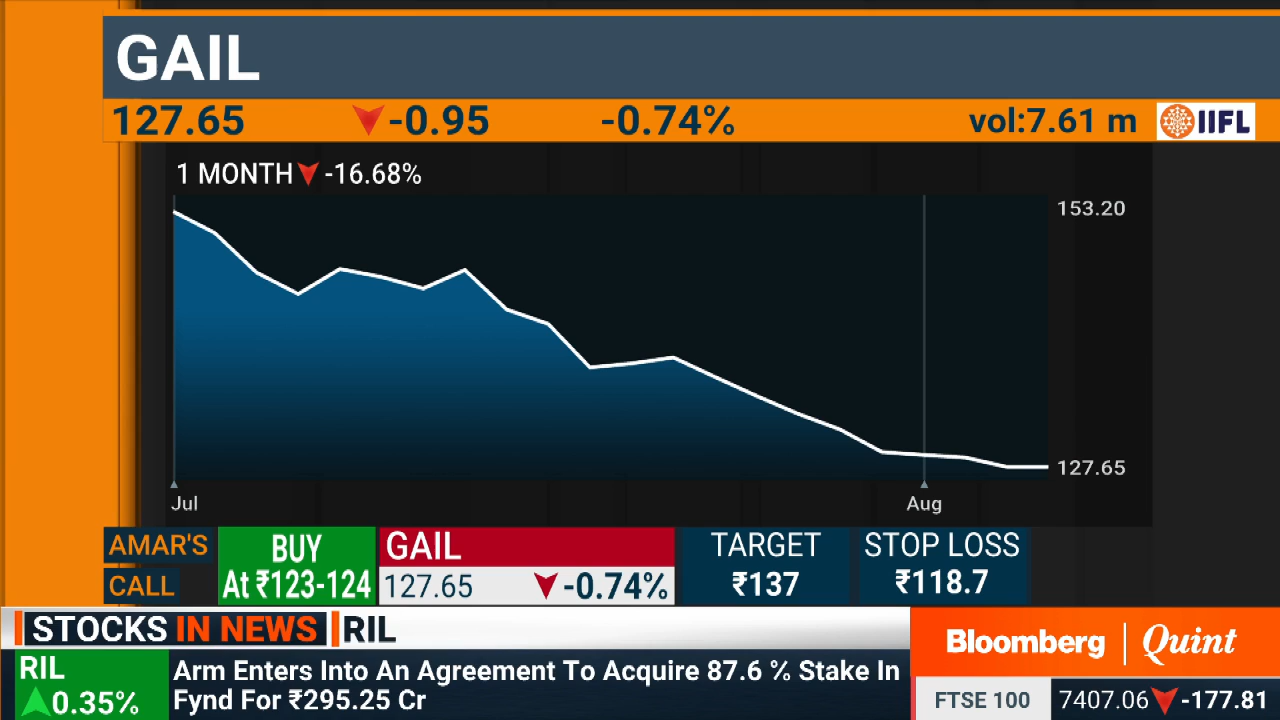 GAIL
127.65 -0.95 -0.74% vol:7.61 m IIFL
1 MONTH -16.68%
153.20
127.65
Jul Aug
AMAR'S CALL
BUY At ₹123-124
GAIL
127.65 -0.74%
TARGET ₹137
STOP LOSS ₹118.7
STOCKS IN NEWS RIL
RIL
0.35%
Arm Enters Into An Agreement To Acquire 87.6 % Stake In
Fynd For ₹295.25 Cr
Bloomberg | Quint
FTSE 100 7407.06 -177.81